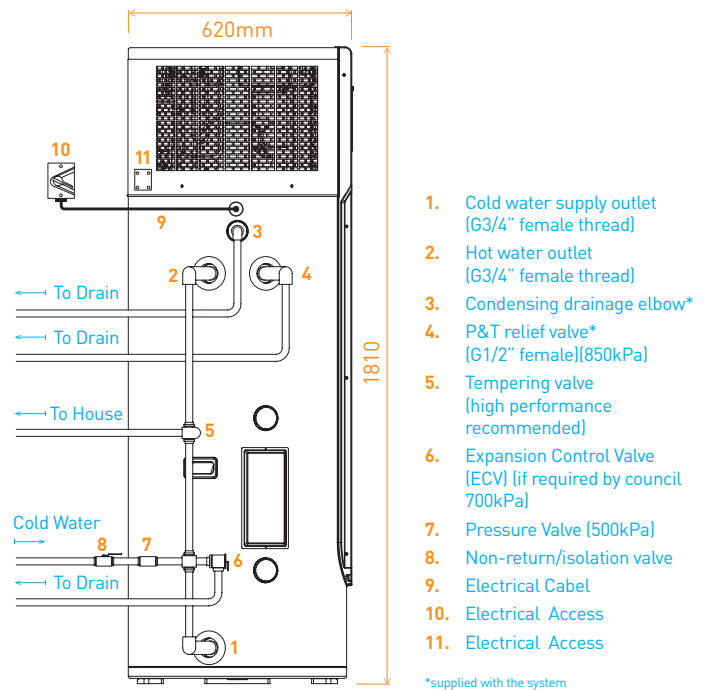 620mm
10
11
9
3
2
4
To Drain
To Drain
1810
To House
5
Cold Water
8
7
6
To Drain
1
1. Cold water supply outlet
(G3/4” female thread)
2. Hot water outlet
(G3/4” female thread)
3. Condensing drainage elbow*
4. P&T relief valve*
(G1/2” female)(850kPa)
5. Tempering valve
(high performance
recommended)
6. Expansion Control Valve
(ECV) (if required by council
700kPa)
7. Pressure Valve (500kPa)
8. Non-return/isolation valve
9. Electrical Cabel
10. Electrical Access
11. Electrical Access
*supplied with the system